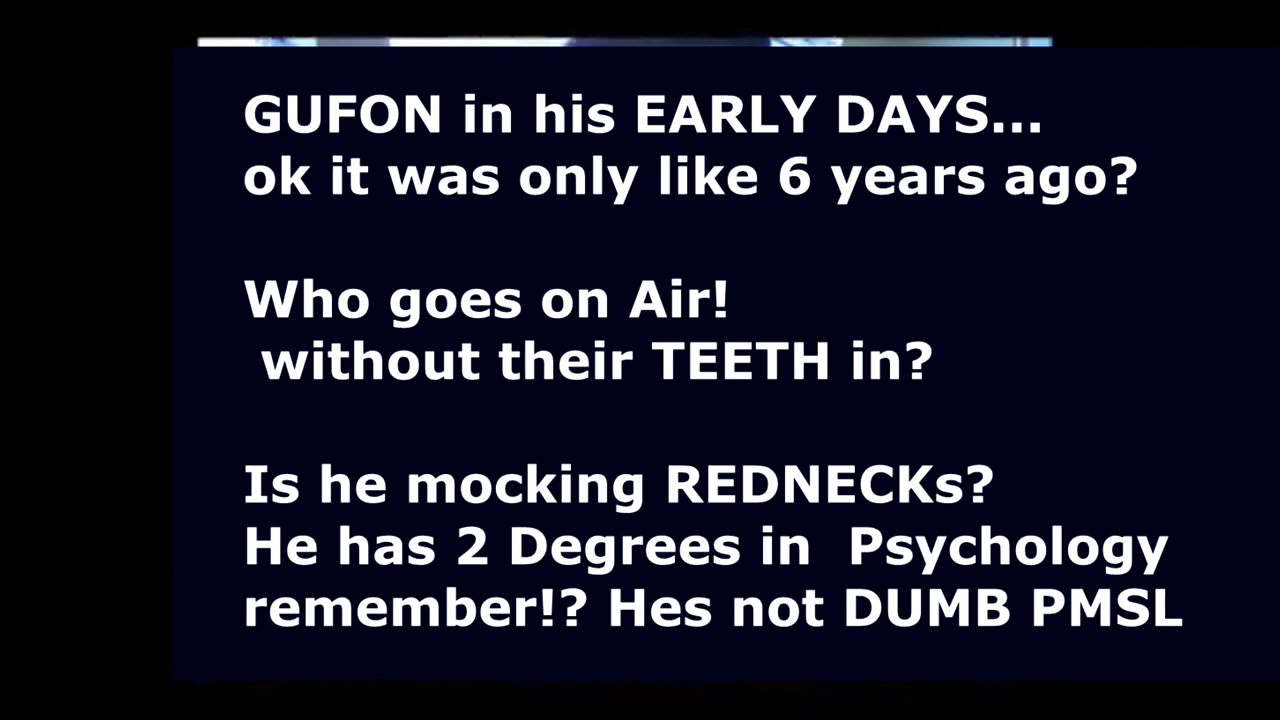 GUFON in his EARLY DAYS...
ok it was only like 6 years ago?
Who goes on Air!
without their TEETH in?
Is he mocking REDNECKs?
He has 2 Degrees in Psychology
remember!? Hes not DUMB PMSL